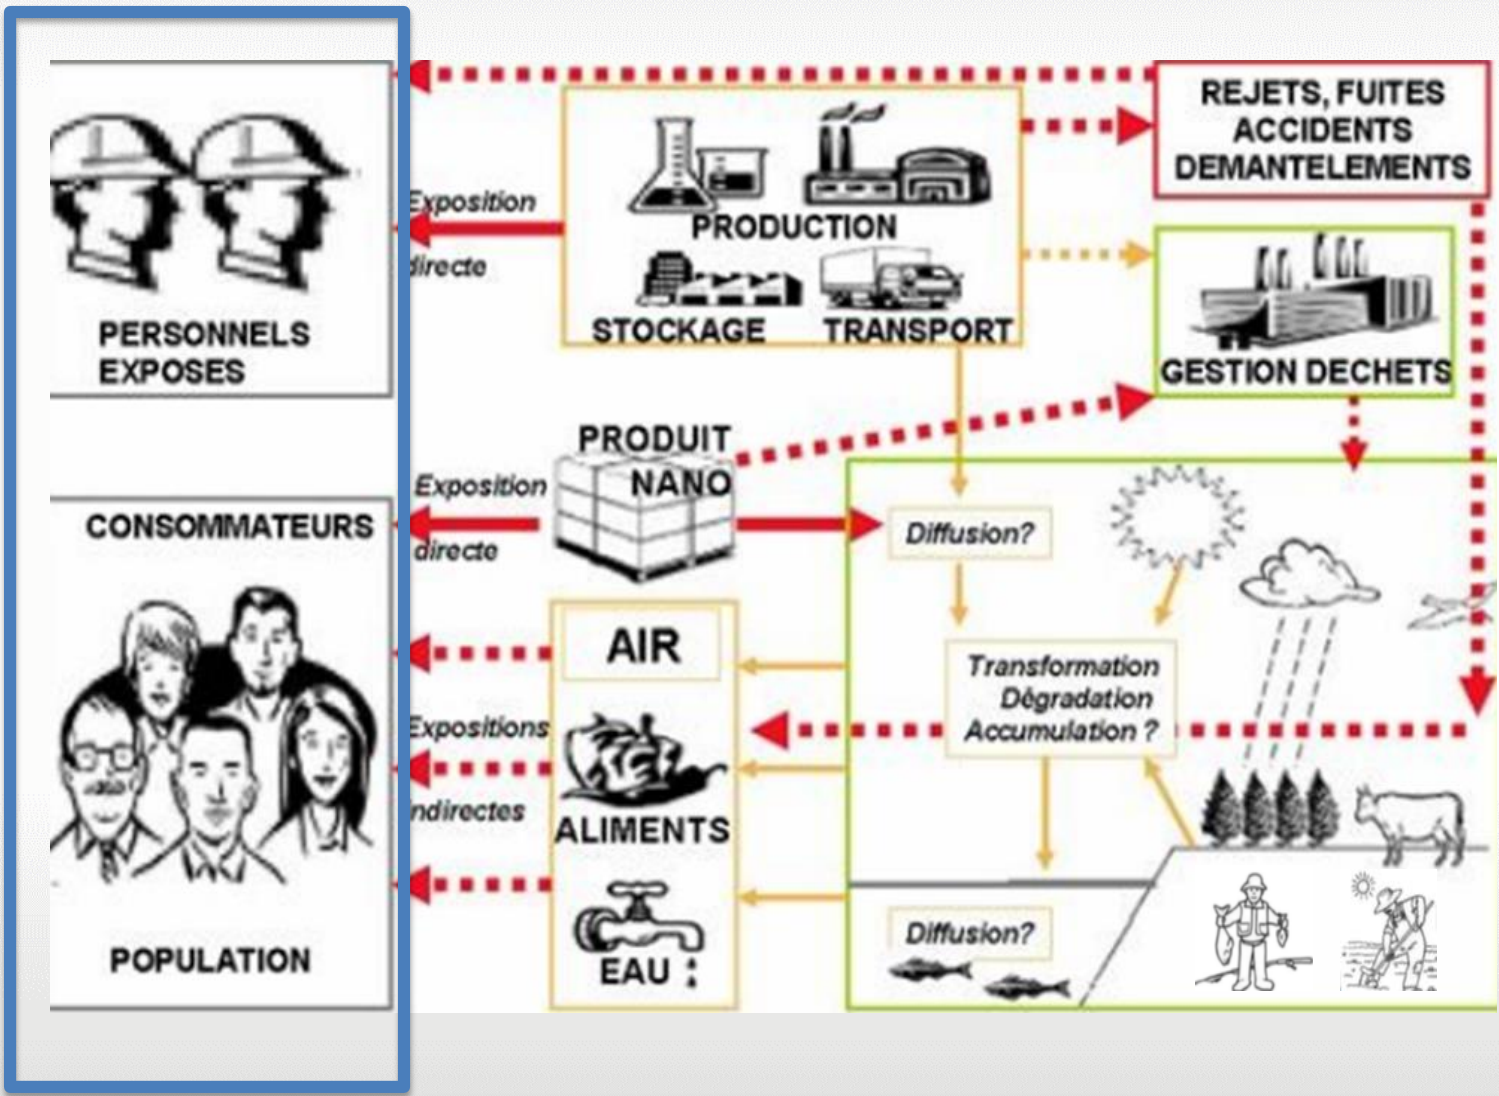 REJETS, FUITES
ACCIDENTS
DEMANTELEMENTS
Exposition
directe
PRODUCTION
STOCKAGE
TRANSPORT
PERSONNELS
EXPOSES
GESTION DECHETS
PRODUIT
NANO
Exposition
directe
CONSOMMATEURS
Diffusion?
AIR
Transformation
Dégradation
Accumulation ?
Expositions
ndirectes
ALIMENTS
Diffusion?
EAU
POPULATION